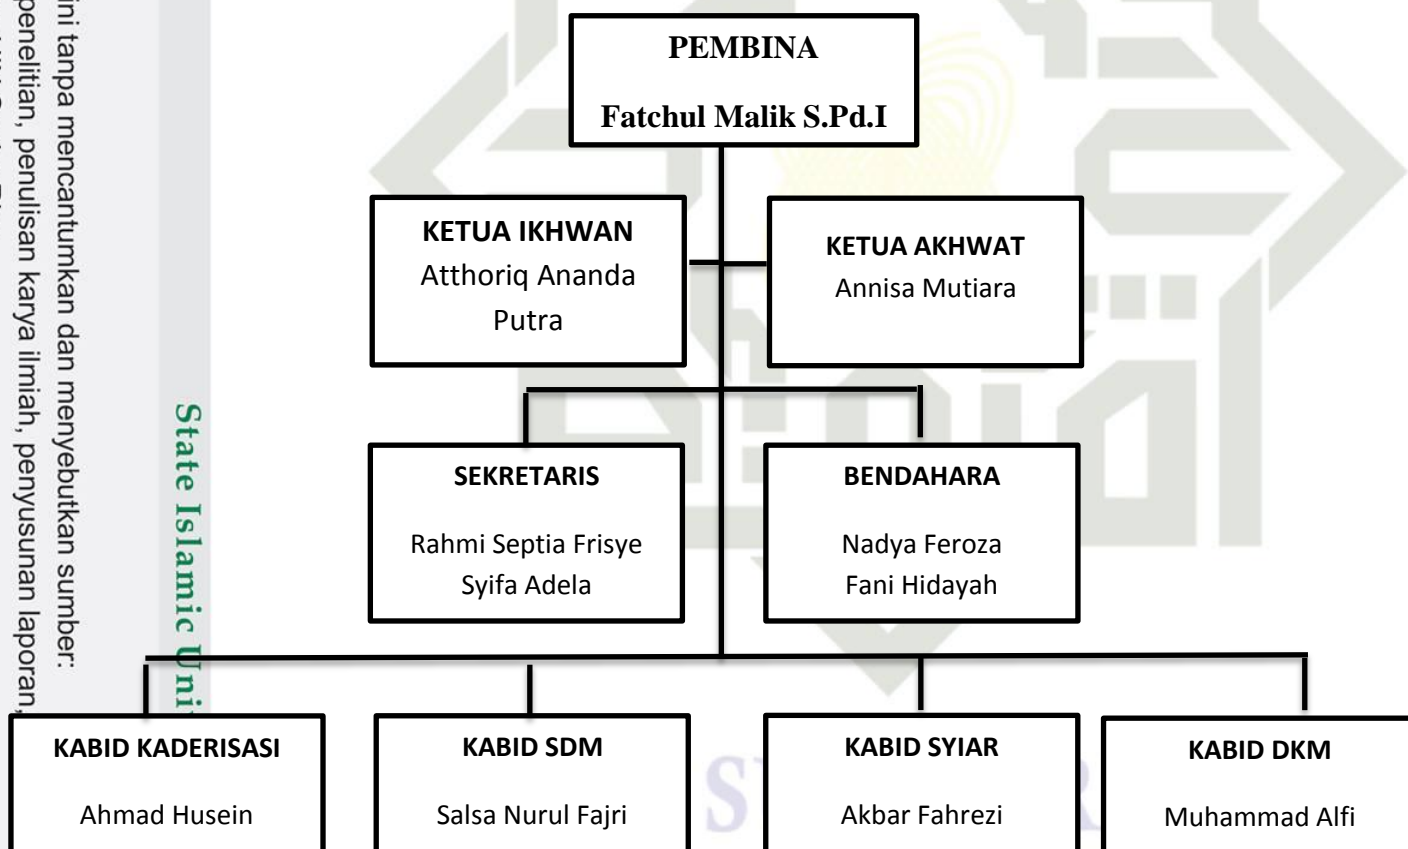 PEMBINA
Fatchul Malik S.Pd.I
KETUA IKHWAN
Atthoriq Ananda
Putra
KETUA AKHWAT
Annisa Mutiara
SEKRETARIS
Rahmi Septia Frisye
Syifa Adela
BENDAHARA
Nadya Feroza
Fani Hidayah
KABID KADERISASI
Ahmad Husein
KABID SDM
Salsa Nurul Fajri
KABID SYIAR
Akbar Fahrezi
KABID DKM
Muhammad Alfi
State Islamic
ini tanpa mencantumkan dan menyebutkan sumber:
penelitian, penulisan karya ilmiah, penyusunan laporan,